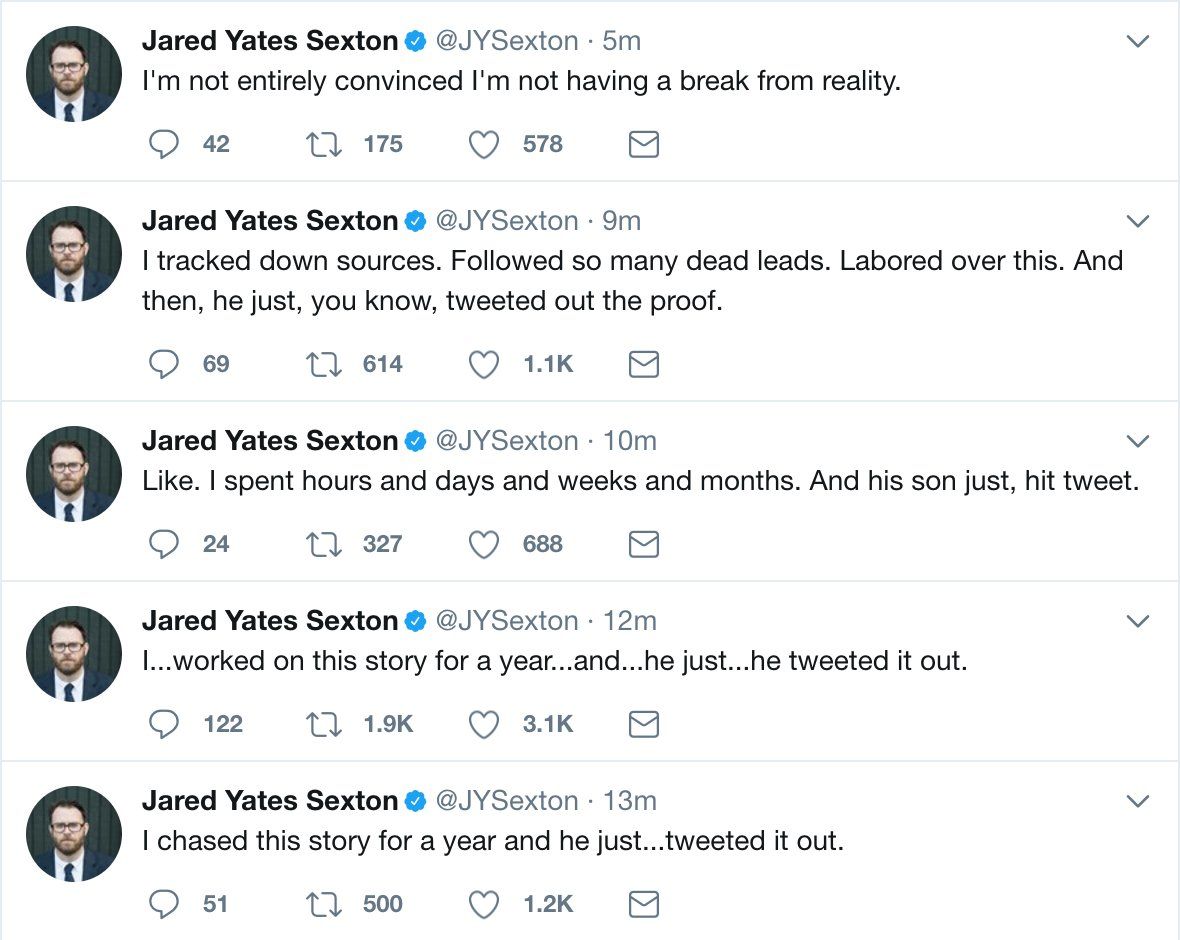 Jared Yates Sexton @JYSexton · 5m
I'm not entirely convinced I'm not having a break from reality.
42 175 578
Jared Yates Sexton @JYSexton · 9m
I tracked down sources. Followed so many dead leads. Labored over this. And
then, he just, you know, tweeted out the proof.
69 614 1.1K
Jared Yates Sexton @JYSexton · 10m
Like. I spent hours and days and weeks and months. And his son just, hit tweet.
24 327 688
Jared Yates Sexton @JYSexton · 12m
I...worked on this story for a year...and...he just...he tweeted it out.
122 1.9K 3.1K
Jared Yates Sexton @JYSexton · 13m
I chased this story for a year and he just...tweeted it out.
51 500 1.2K